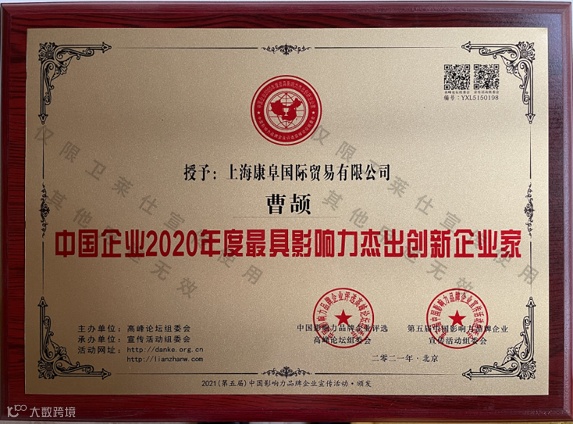 编号：YXL5150198
授予：上海康阜国际贸易有限公司
曹颉
中国企业2020年度最具影响力杰出创新企业家
主办单位：高峰论坛组委会
承办单位：宣传活动组委会
活动网址：http://danke.org.cn
http://lianzhanw.com
中国影响力品牌企业评选
高峰论坛组委会
第五届中国影响力品牌企业
宣传活动组委会
二〇二一年·北京
2021(第五届)中国影响力品牌企业宣传活动·颁发
仅限卫莱仕宣传使用
其他用途无效
大数跨境